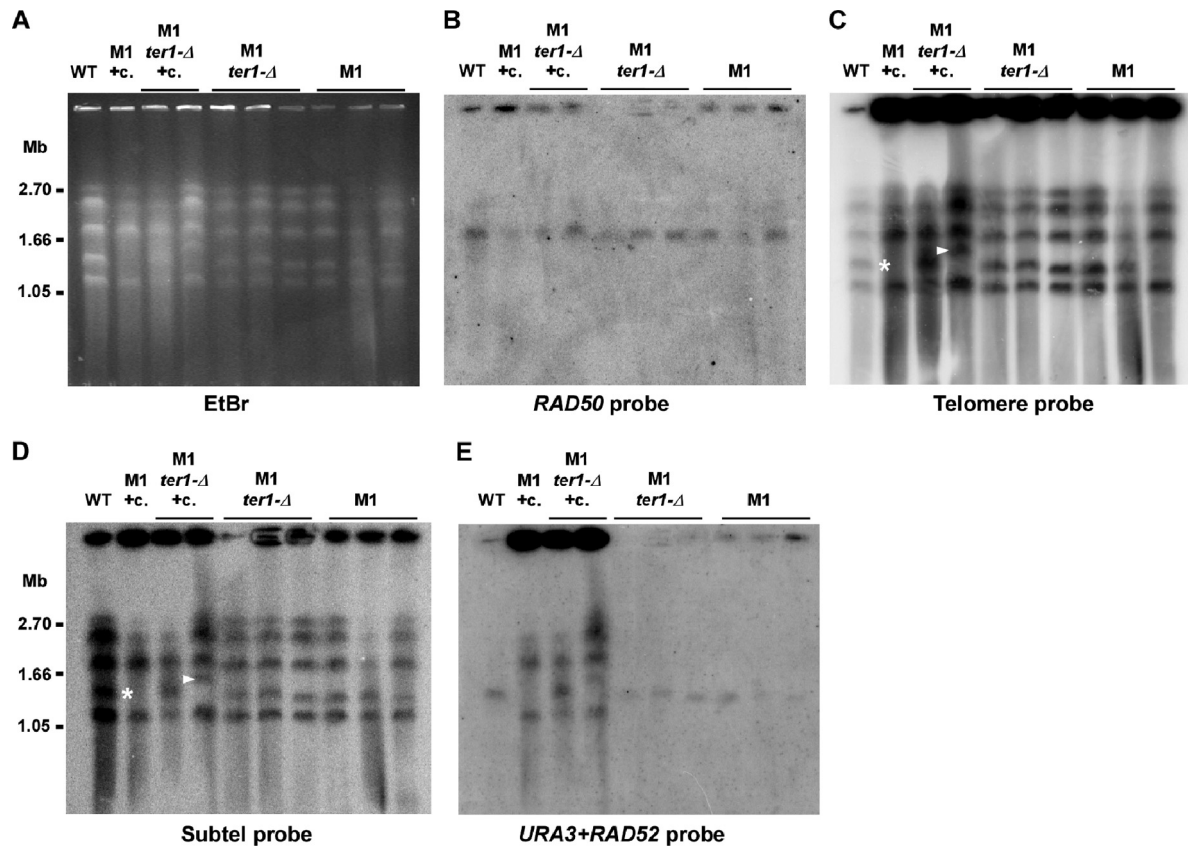 A
M1
M1 ter1-Δ M1
WT +c. +c. ter1-Δ M1
Mb
2.70
1.66
1.05
EtBr
B
M1
M1 ter1-Δ M1
WT +c. +c. ter1-Δ M1
RAD50 probe
C
M1
M1 ter1-Δ M1
WT +c. +c. ter1-Δ M1
*
Telomere probe
D
M1
M1 ter1-Δ M1
WT +c. +c. ter1-Δ M1
Mb
2.70
1.66
1.05
*
Subtel probe
E
M1
M1 ter1-Δ M1
WT +c. +c. ter1-Δ M1
URA3+RAD52 probe